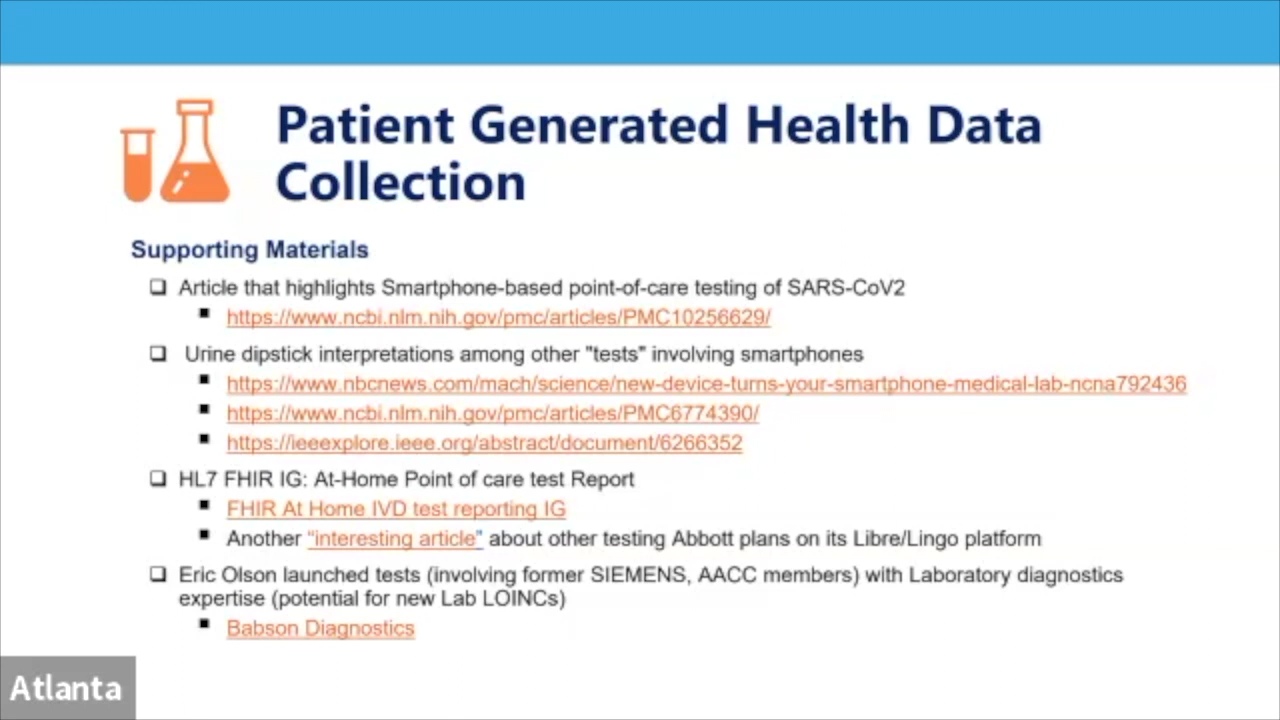 Patient Generated Health Data
Collection
Supporting Materials
Article that highlights Smartphone-based point-of-care testing of SARS-CoV2
https://www.ncbi.nlm.nih.gov/pmc/articles/PMC10256629/
Urine dipstick interpretations among other "tests" involving smartphones
https://www.nbcnews.com/mach/science/new-device-turns-your-smartphone-medical-lab-ncna792436
https://www.ncbi.nlm.nih.gov/pmc/articles/PMC6774390/
https://ieeexplore.ieee.org/abstract/document/6266352
HL7 FHIR IG: At-Home Point of care test Report
FHIR At Home IVD test reporting IG
Another “interesting article” about other testing Abbott plans on its Libre/Lingo platform
Eric Olson launched tests (involving former SIEMENS, AACC members) with Laboratory diagnostics
expertise (potential for new Lab LOINCs)
Babson Diagnostics
Atlanta